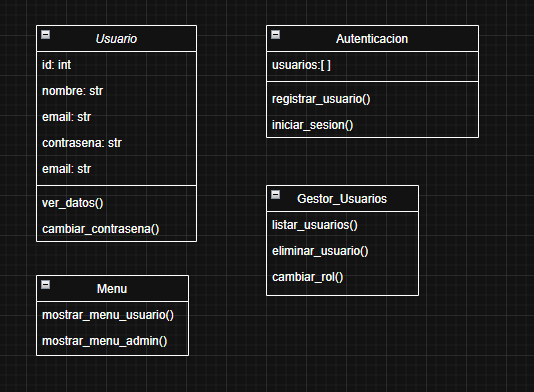 Usuario
id: int
nombre: str
email: str
contrasena: str
email: str
ver_datos()
cambiar_contrasena()
Autenticacion
usuarios:[ ]
registrar_usuario()
iniciar_sesion()
Gestor_Usuarios
listar_usuarios()
eliminar_usuario()
cambiar_rol()
Menu
mostrar_menu_usuario()
mostrar_menu_admin()